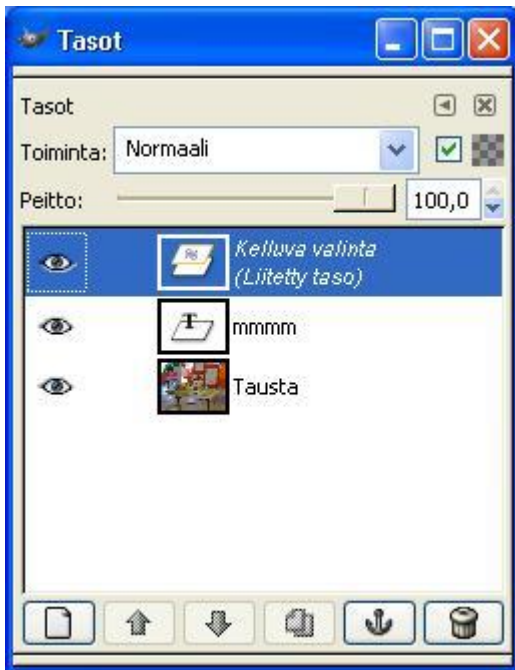 Tasot
Tasot
Toiminta: Normaali
Peitto: 100,0
Kelluva valinta
(Liitetty taso)
T
mmmm
Tausta